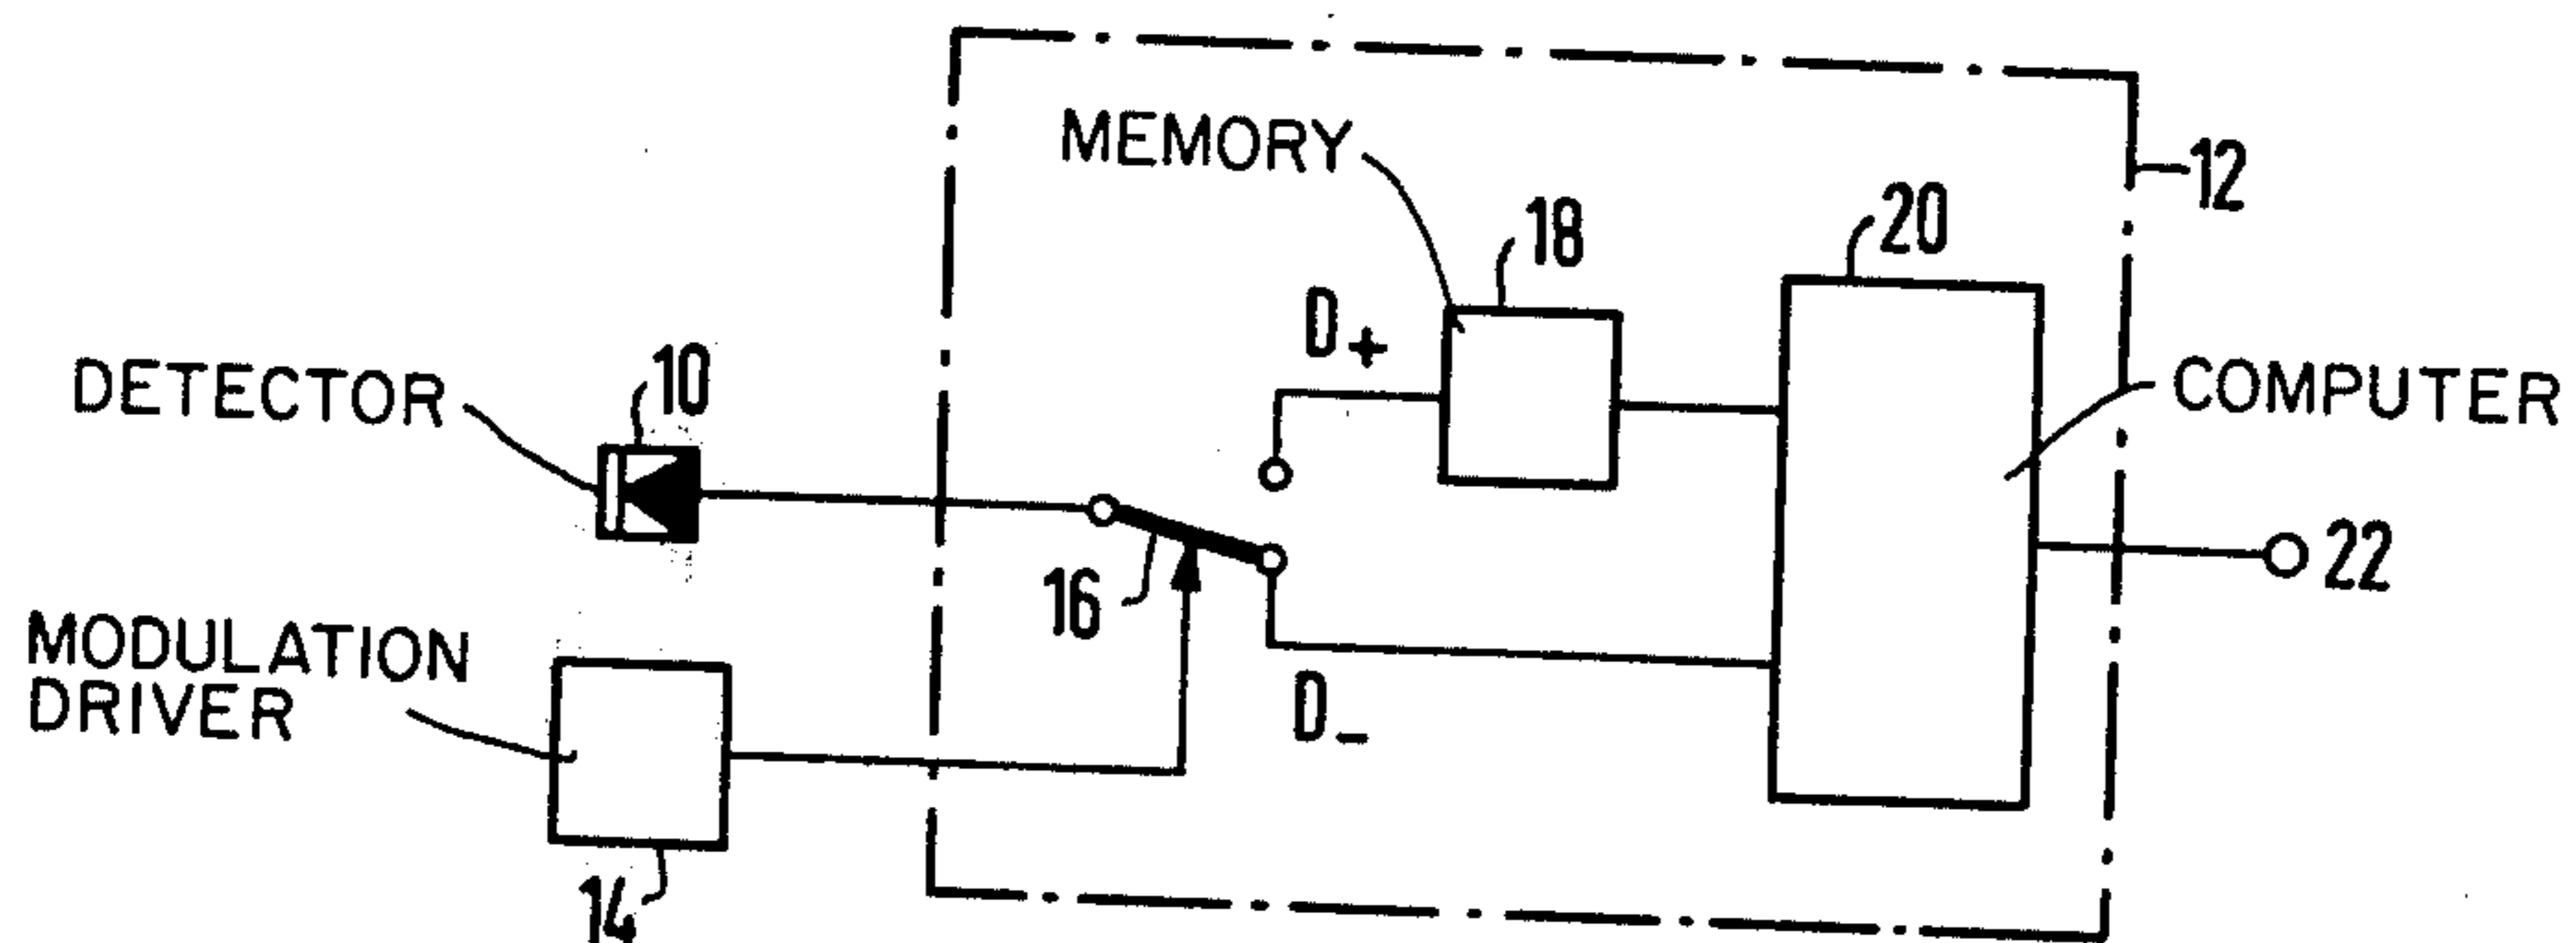 MEMORY
12
18
20
D+
DETECTOR
10
COMPUTER
16
22
MODULATION
DRIVER
D-
14